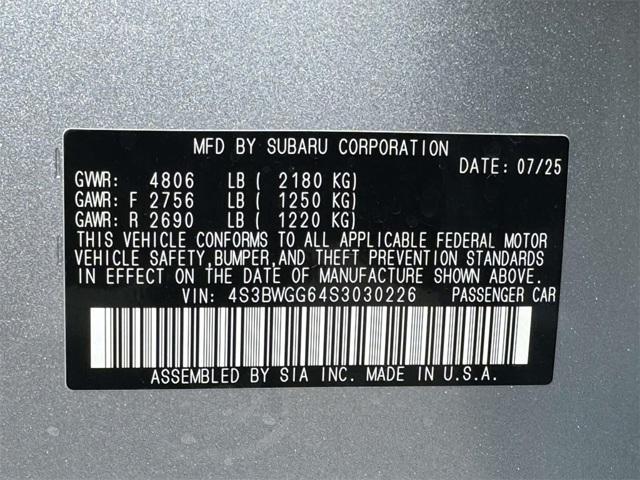 MFD BY SUBARU CORPORATION
DATE: 07/25
GVWR: 4806 LB ( 2180 KG)
GAWR: F 2756 LB ( 1250 KG)
GAWR: R 2690 LB ( 1220 KG)
THIS VEHICLE CONFORMS TO ALL APPLICABLE FEDERAL MOTOR
VEHICLE SAFETY,BUMPER,AND THEFT PREVENTION STANDARDS
IN EFFECT ON THE DATE OF MANUFACTURE SHOWN ABOVE.
VIN: 4S3BWGG64S3030226 PASSENGER CAR
ASSEMBLED BY SIA INC. MADE IN U.S.A.